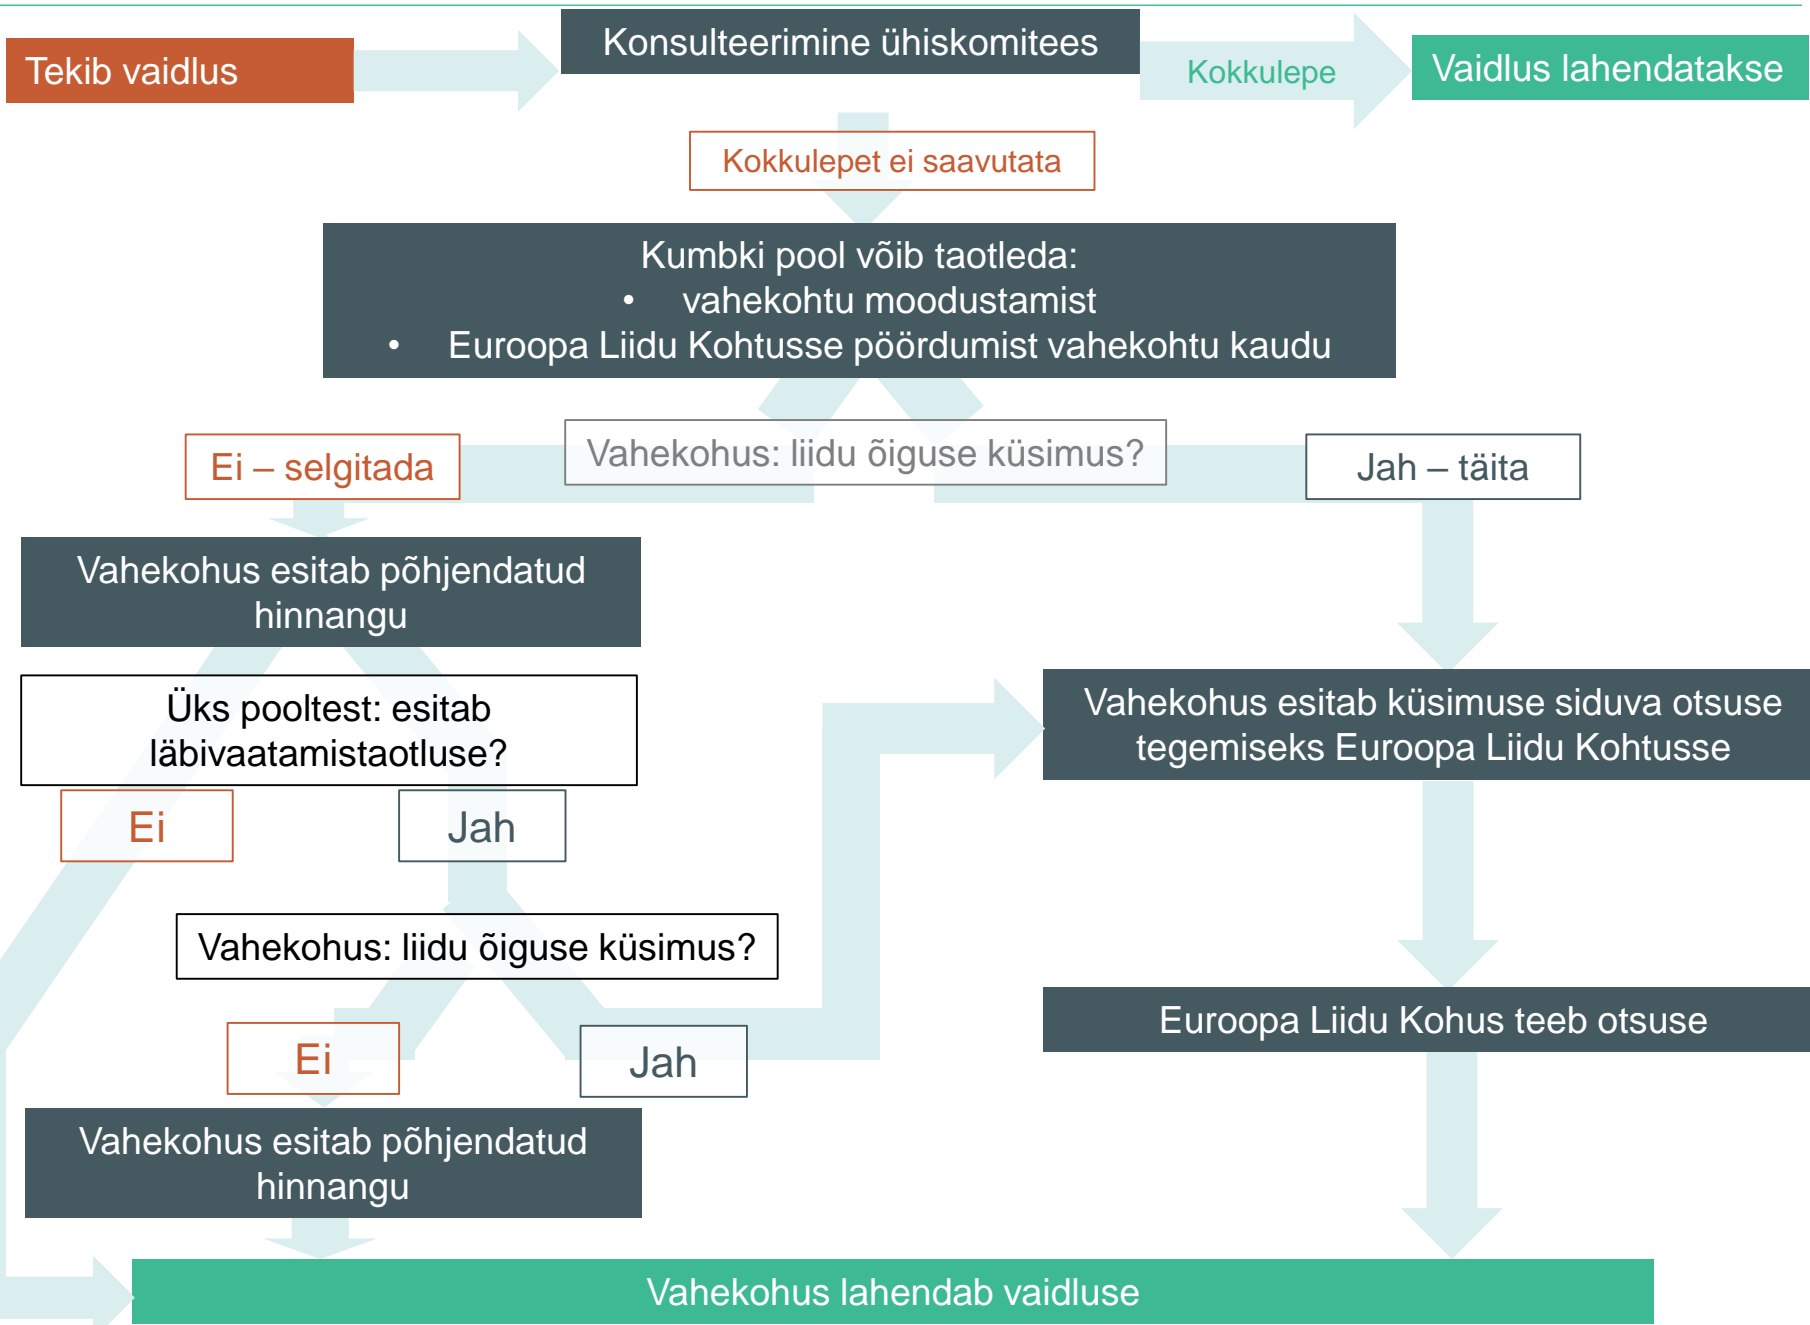 Tekib vaidlus
Konsulteerimine ühiskomitees
Kokkulepe
Vaidlus lahendatakse
Kokkulepet ei saavutata
Kumbki pool võib taotleda:
• vahekohtu moodustamist
• Euroopa Liidu Kohtusse pöördumist vahekohtu kaudu
Vahekohus: liidu õiguse küsimus?
Ei – selgitada
Jah – täita
Vahekohus esitab põhjendatud
hinnangu
Üks pooltest: esitab
läbivaatamistaotluse?
Ei
Jah
Vahekohus esitab küsimuse siduva otsuse
tegemiseks Euroopa Liidu Kohtusse
Vahekohus: liidu õiguse küsimus?
Ei
Jah
Euroopa Liidu Kohus teeb otsuse
Vahekohus esitab põhjendatud
hinnangu
Vahekohus lahendab vaidluse